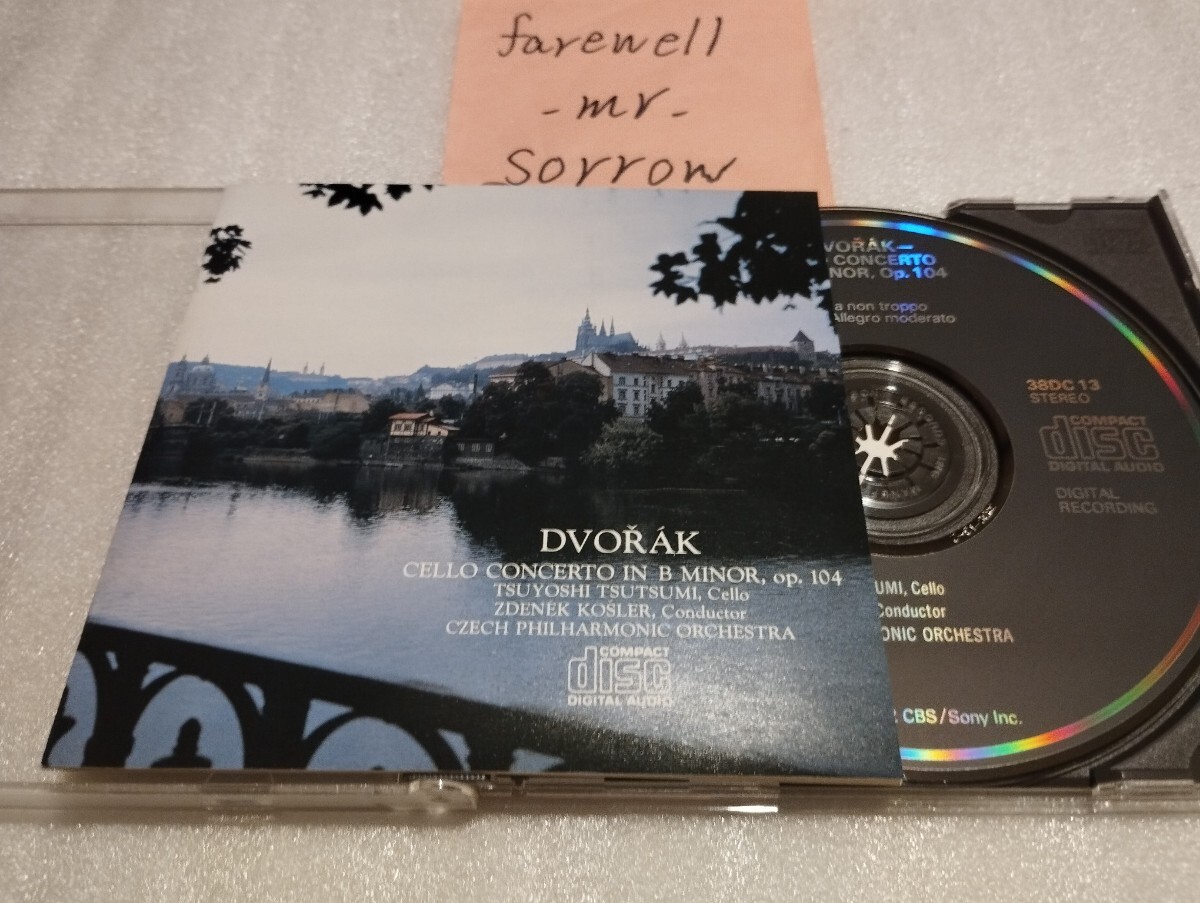 farewell
-mr-
sorrow
DVOŘÁK
CELLO CONCERTO IN B MINOR, op. 104
TSUYOSHI TSUTSUMI, Cello
ZDENĚK KOŠLER, Conductor
CZECH PHILHARMONIC ORCHESTRA
COMPACT
disc
DIGITAL AUDIO
VOŘÁK–
CONCERTO
NOR, Op. 104
a non troppo
Allegro moderato
38DC 13
STEREO
COMPACT
disc
DIGITAL AUDIO
DIGITAL
RECORDING
UMI, Cello
Conductor
ONIC ORCHESTRA
CBS/Sony Inc.